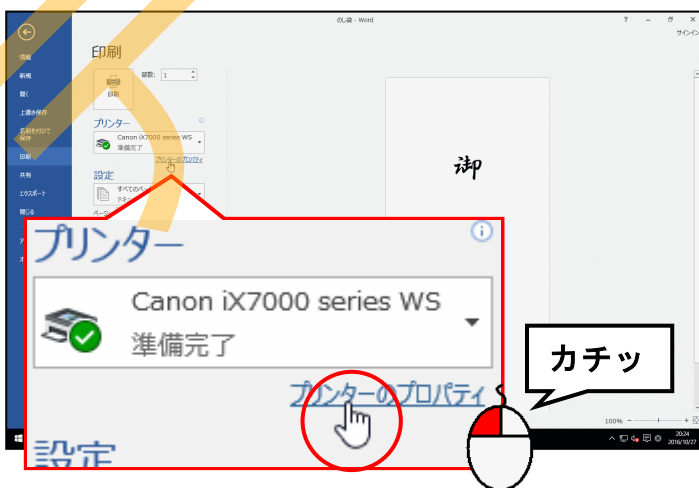 のし袋 - Word
サインイン
情報
新規
開く
上書き保存
名前を付けて
保存
印刷
共有
エクスポート
閉じる
印刷
部数: 1
印刷
プリンター
Canon iX7000 series WS
準備完了
プリンターのプロパティ
設定
御
プリンター
Canon iX7000 series WS
準備完了
プリンターのプロパティ
設定
カチッ
100%
20:24
2016/10/27